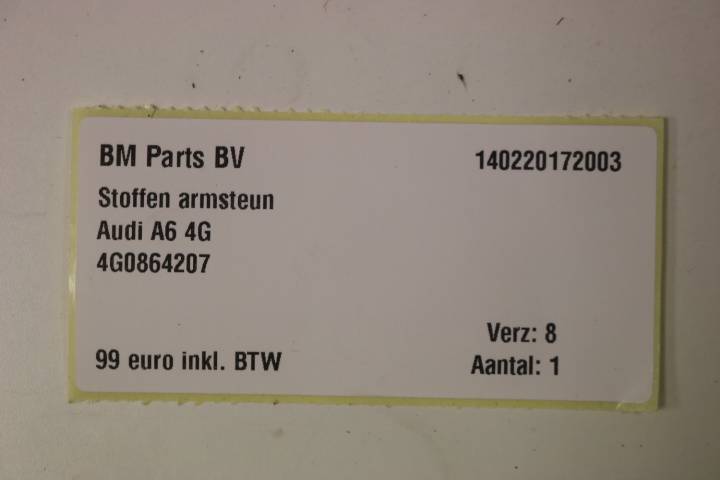 BM Parts BV
140220172003
Stoffen armsteun
Audi A6 4G
4G0864207
Verz: 8
99 euro inkl. BTW
Aantal: 1